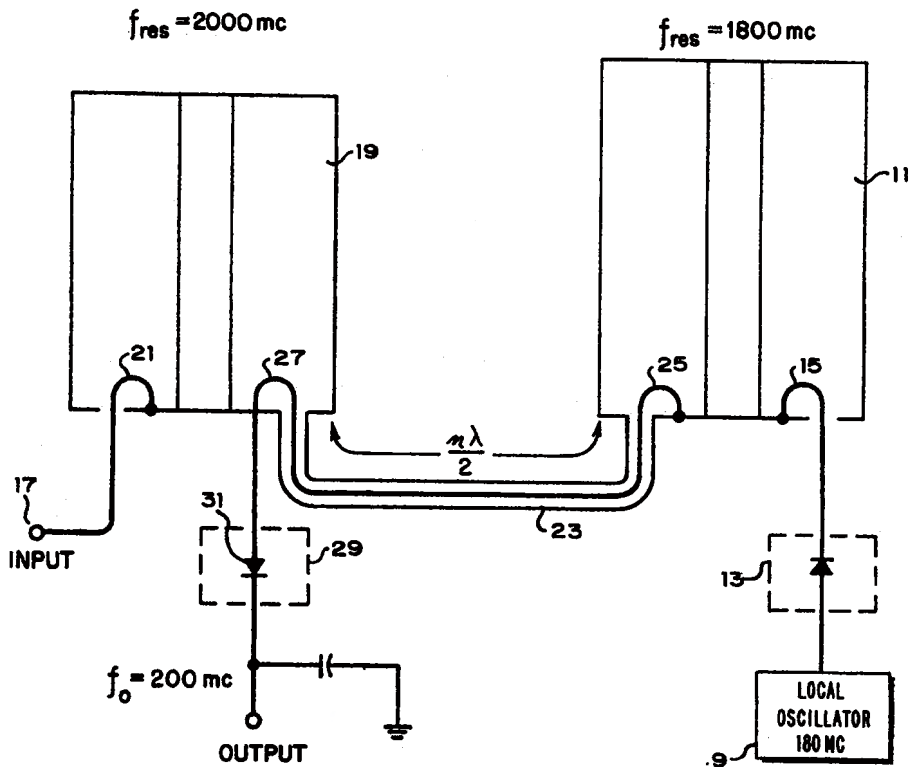 fres = 2000 mc
fres = 1800 mc
19
11
21
27
25
15
nλ/2
17
INPUT
31
29
23
13
fo = 200 mc
OUTPUT
LOCAL
OSCILLATOR
180 MC
.9